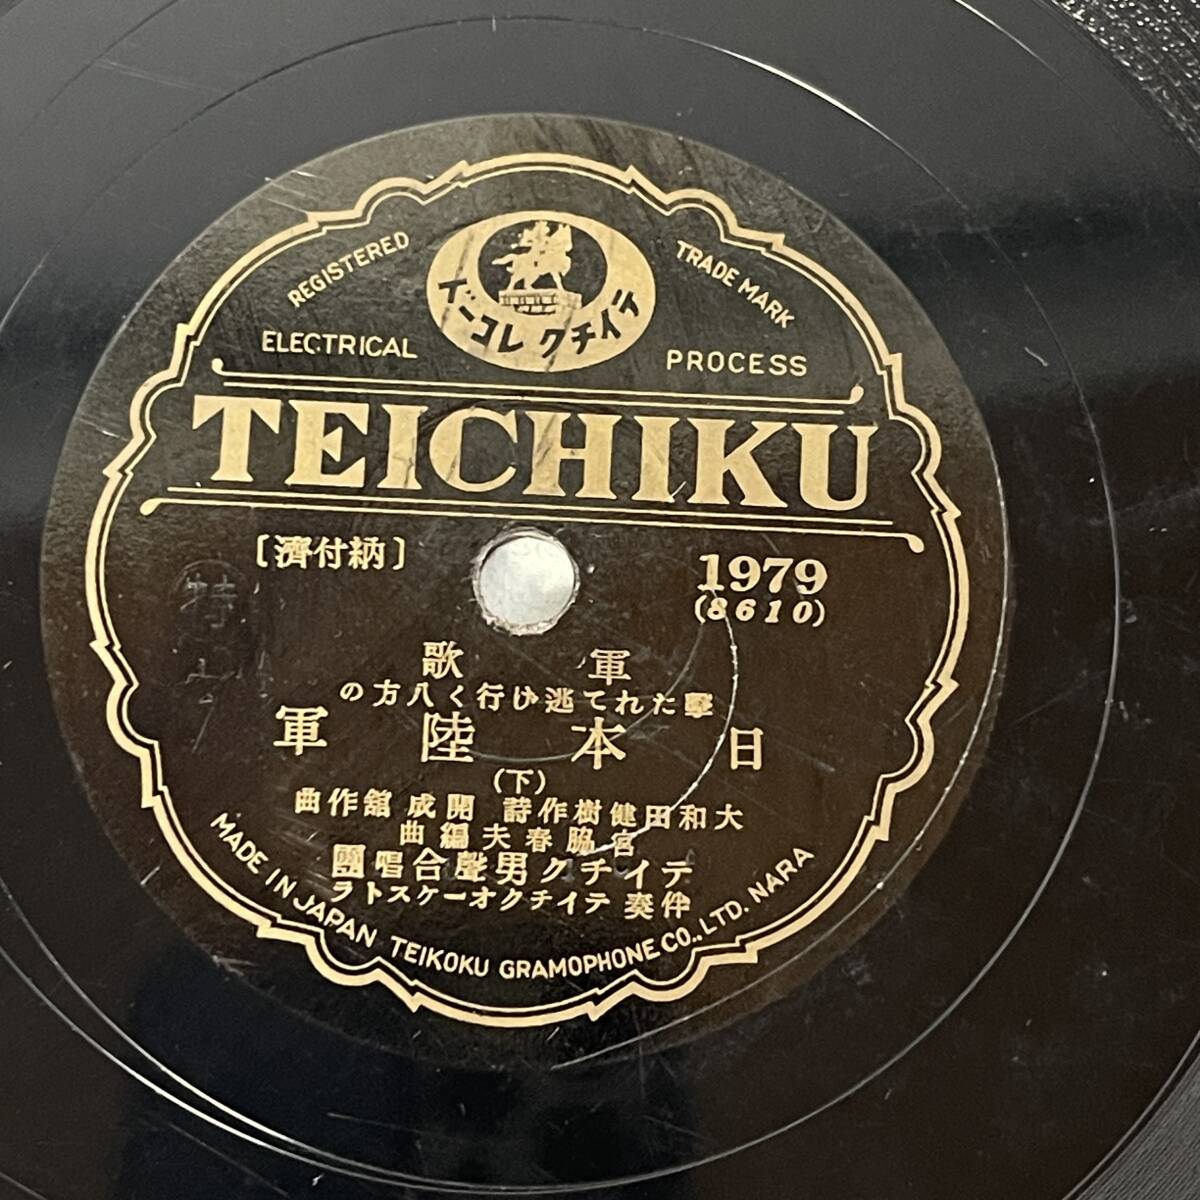 REGISTERED TRADE MARK
テイチクレコード
ELECTRICAL PROCESS
TEICHIKU
[納付濟]
1979
(8610)
軍歌
撃たれて逃げ行く八方の
日本陸軍
(下)
大和田健樹作詩 開成舘作曲
宮脇春夫編曲
テイチク男聲合唱團
伴奏 テイチクオーケストラ
MADE IN JAPAN TEIKOKU GRAMOPHONE CO., LTD. NARA
特